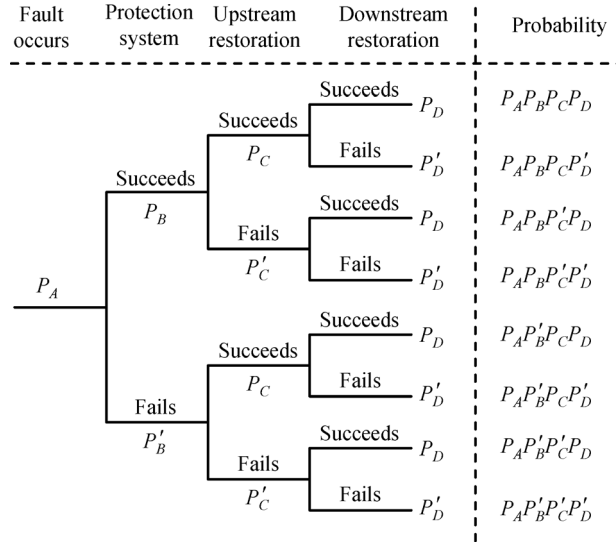 Fault occurs
Protection system
Upstream restoration
Downstream restoration
Probability
Succeeds
P_D
P_A P_B P_C P_D
Succeeds
P_C
Fails
P'_D
P_A P_B P_C P'_D
Succeeds
P_B
Succeeds
P_D
P_A P_B P'_C P_D
Fails
P'_C
Fails
P'_D
P_A P_B P'_C P'_D
P_A
Succeeds
P_D
P_A P'_B P_C P_D
Succeeds
P_C
Fails
P'_D
P_A P'_B P_C P'_D
Fails
P'_B
Succeeds
P_D
P_A P'_B P'_C P_D
Fails
P'_C
Fails
P'_D
P_A P'_B P'_C P'_D